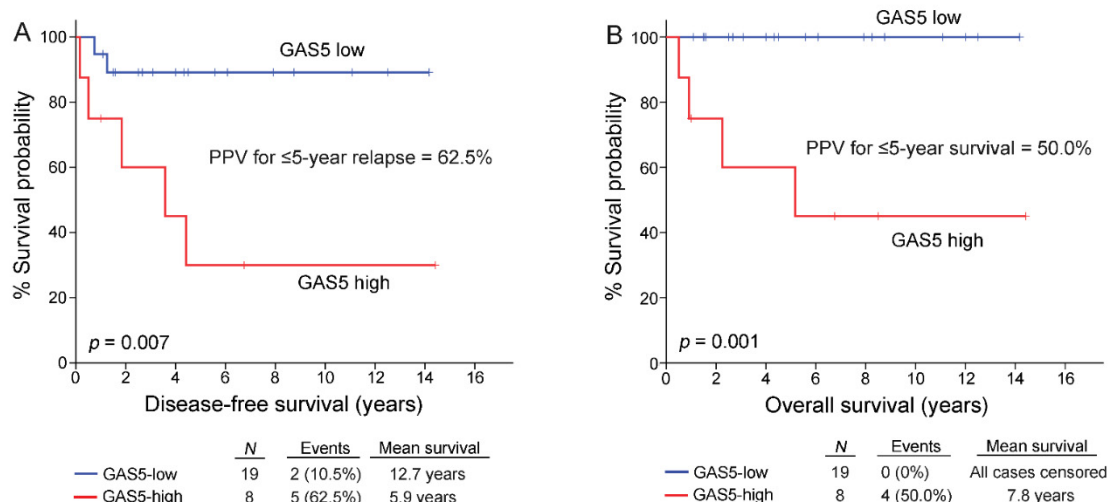 A
100
80
60
40
20
0
% Survival probability
GAS5 low
PPV for ≤5-year relapse = 62.5%
GAS5 high
p = 0.007
0 2 4 6 8 10 12 14 16
Disease-free survival (years)
N Events Mean survival
GAS5-low 19 2 (10.5%) 12.7 years
GAS5-high 8 5 (62.5%) 5.9 years
B
100
80
60
40
20
0
% Survival probability
GAS5 low
PPV for ≤5-year survival = 50.0%
GAS5 high
p = 0.001
0 2 4 6 8 10 12 14 16
Overall survival (years)
N Events Mean survival
GAS5-low 19 0 (0%) All cases censored
GAS5-high 8 4 (50.0%) 7.8 years